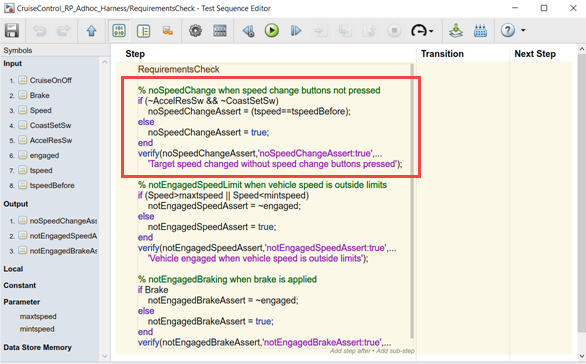 CruiseControl_RP_Adhoc_Harness/RequirementsCheck - Test Sequence Editor
Symbols
Input
1. CruiseOnOff
2. Brake
3. Speed
4. CoastSetSw
5. AccelResSw
6. engaged
7. tspeed
8. tspeedBefore
Output
1. noSpeedChangeAss
2. notEngagedSpeedA
3. notEngagedBrakeAs
Local
Constant
Parameter
maxtspeed
mintspeed
Data Store Memory
Step
Transition
Next Step
RequirementsCheck
% noSpeedChange when speed change buttons not pressed
if (~AccelResSw && ~CoastSetSw)
noSpeedChangeAssert = (tspeed==tspeedBefore);
else
noSpeedChangeAssert = true;
end
verify(noSpeedChangeAssert,'noSpeedChangeAssert:true',...
'Target speed changed without speed change buttons pressed');
% notEngagedSpeedLimit when vehicle speed is outside limits
if (Speed>maxtspeed || Speed<mintspeed)
notEngagedSpeedAssert = ~engaged;
else
notEngagedSpeedAssert = true;
end
verify(notEngagedSpeedAssert,'notEngagedSpeedAssert:true',...
'Vehicle engaged when vehicle speed is outside limits');
% notEngagedBraking when brake is applied
if Brake
notEngagedBrakeAssert = ~engaged;
else
notEngagedBrakeAssert = true;
end
verify(notEngagedBrakeAssert,'notEngagedBrakeAssert:true',...
Add step after • Add sub-step